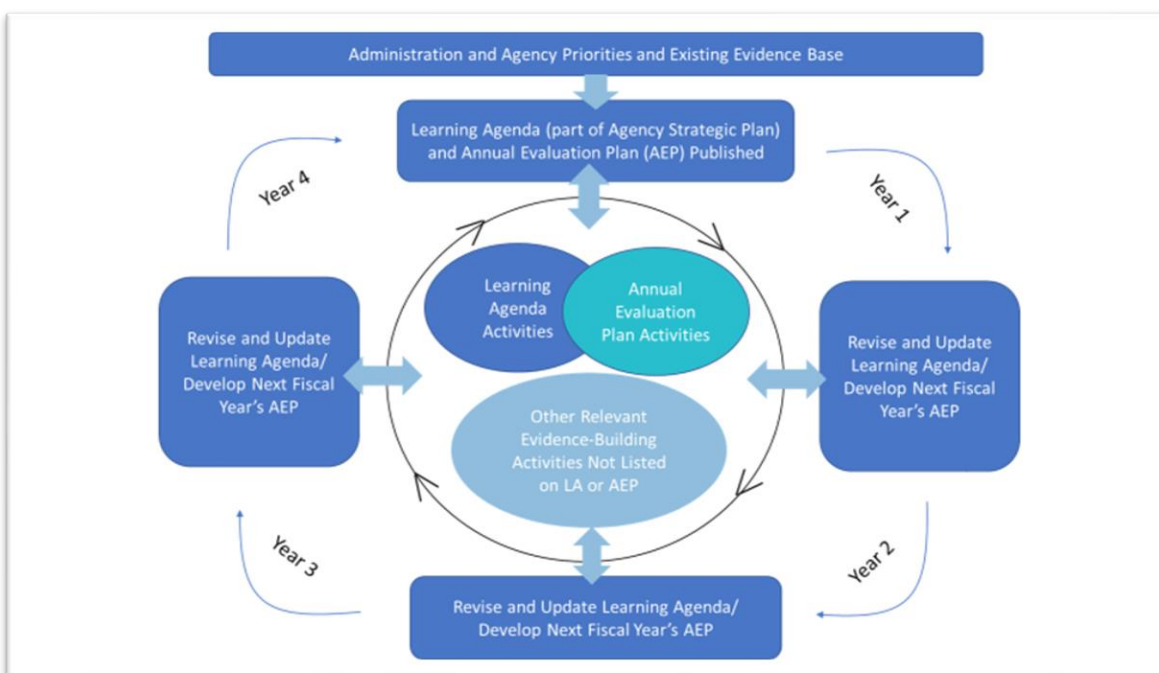 Administration and Agency Priorities and Existing Evidence Base
Learning Agenda (part of Agency Strategic Plan)
and Annual Evaluation Plan (AEP) Published
Year 4
Year 1
Learning
Agenda
Activities
Annual
Evaluation
Plan Activities
Revise and Update
Learning Agenda/
Develop Next Fiscal
Year's AEP
Revise and Update
Learning Agenda/
Develop Next Fiscal
Year's AEP
Other Relevant
Evidence-Building
Activities Not Listed
on LA or AEP
Year 3
Year 2
Revise and Update Learning Agenda/
Develop Next Fiscal Year's AEP